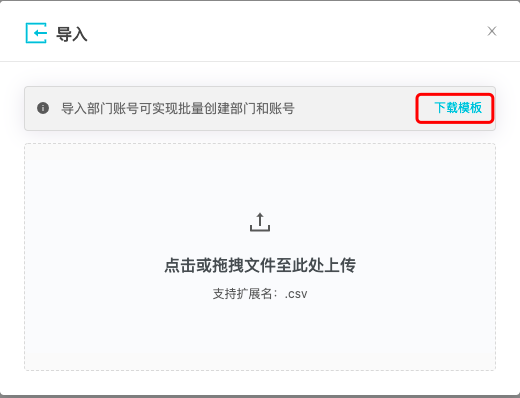 导入
导入部门账号可实现批量创建部门和账号
下载模板
点击或拖拽文件至此处上传
支持扩展名：.csv